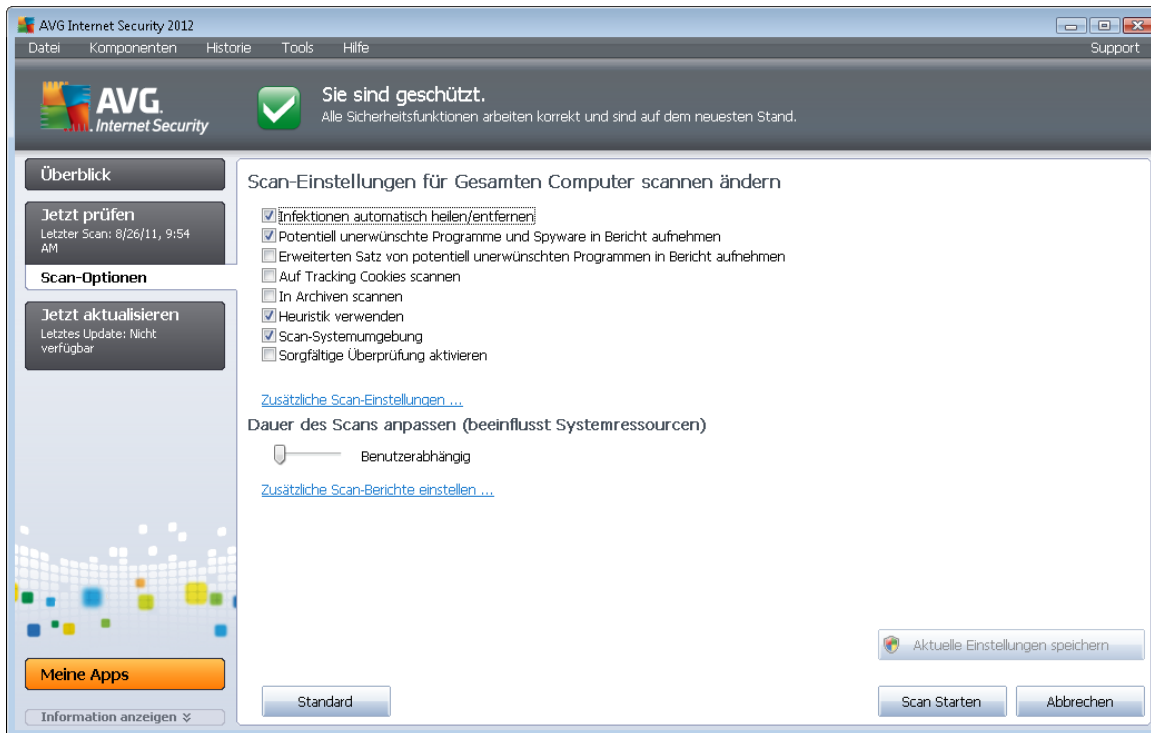 AVG Internet Security 2012
Datei Komponenten Historie Tools Hilfe Support
AVG.
Internet Security
Sie sind geschützt.
Alle Sicherheitsfunktionen arbeiten korrekt und sind auf dem neuesten Stand.
Überblick
Jetzt prüfen
Letzter Scan: 8/26/11, 9:54
AM
Scan-Optionen
Jetzt aktualisieren
Letztes Update: Nicht
verfügbar
Meine Apps
Information anzeigen
Scan-Einstellungen für Gesamten Computer scannen ändern
Infektionen automatisch heilen/entfernen
Potentiell unerwünschte Programme und Spyware in Bericht aufnehmen
Erweiterten Satz von potentiell unerwünschten Programmen in Bericht aufnehmen
Auf Tracking Cookies scannen
In Archiven scannen
Heuristik verwenden
Scan-Systemumgebung
Sorgfältige Überprüfung aktivieren
Zusätzliche Scan-Einstellungen ...
Dauer des Scans anpassen (beeinflusst Systemressourcen)
Benutzerabhängig
Zusätzliche Scan-Berichte einstellen ...
Aktuelle Einstellungen speichern
Standard Scan Starten Abbrechen